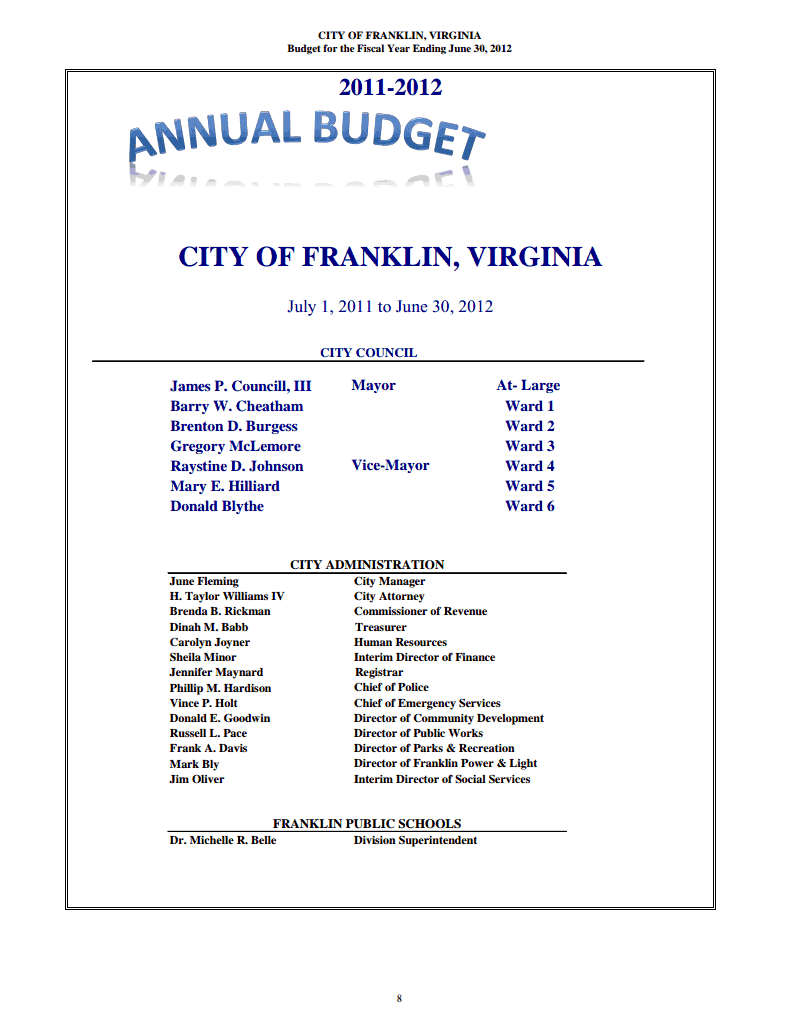 CITY OF FRANKLIN, VIRGINIA
Budget for the Fiscal Year Ending June 30, 2012
2011-2012
ANNUAL BUDGET
CITY OF FRANKLIN, VIRGINIA
July 1, 2011 to June 30, 2012
CITY COUNCIL
James P. Councill, III Mayor At- Large
Barry W. Cheatham Ward 1
Brenton D. Burgess Ward 2
Gregory McLemore Ward 3
Raystine D. Johnson Vice-Mayor Ward 4
Mary E. Hilliard Ward 5
Donald Blythe Ward 6
CITY ADMINISTRATION
June Fleming City Manager
H. Taylor Williams IV City Attorney
Brenda B. Rickman Commissioner of Revenue
Dinah M. Babb Treasurer
Carolyn Joyner Human Resources
Sheila Minor Interim Director of Finance
Jennifer Maynard Registrar
Phillip M. Hardison Chief of Police
Vince P. Holt Chief of Emergency Services
Donald E. Goodwin Director of Community Development
Russell L. Pace Director of Public Works
Frank A. Davis Director of Parks & Recreation
Mark Bly Director of Franklin Power & Light
Jim Oliver Interim Director of Social Services
FRANKLIN PUBLIC SCHOOLS
Dr. Michelle R. Belle Division Superintendent
8